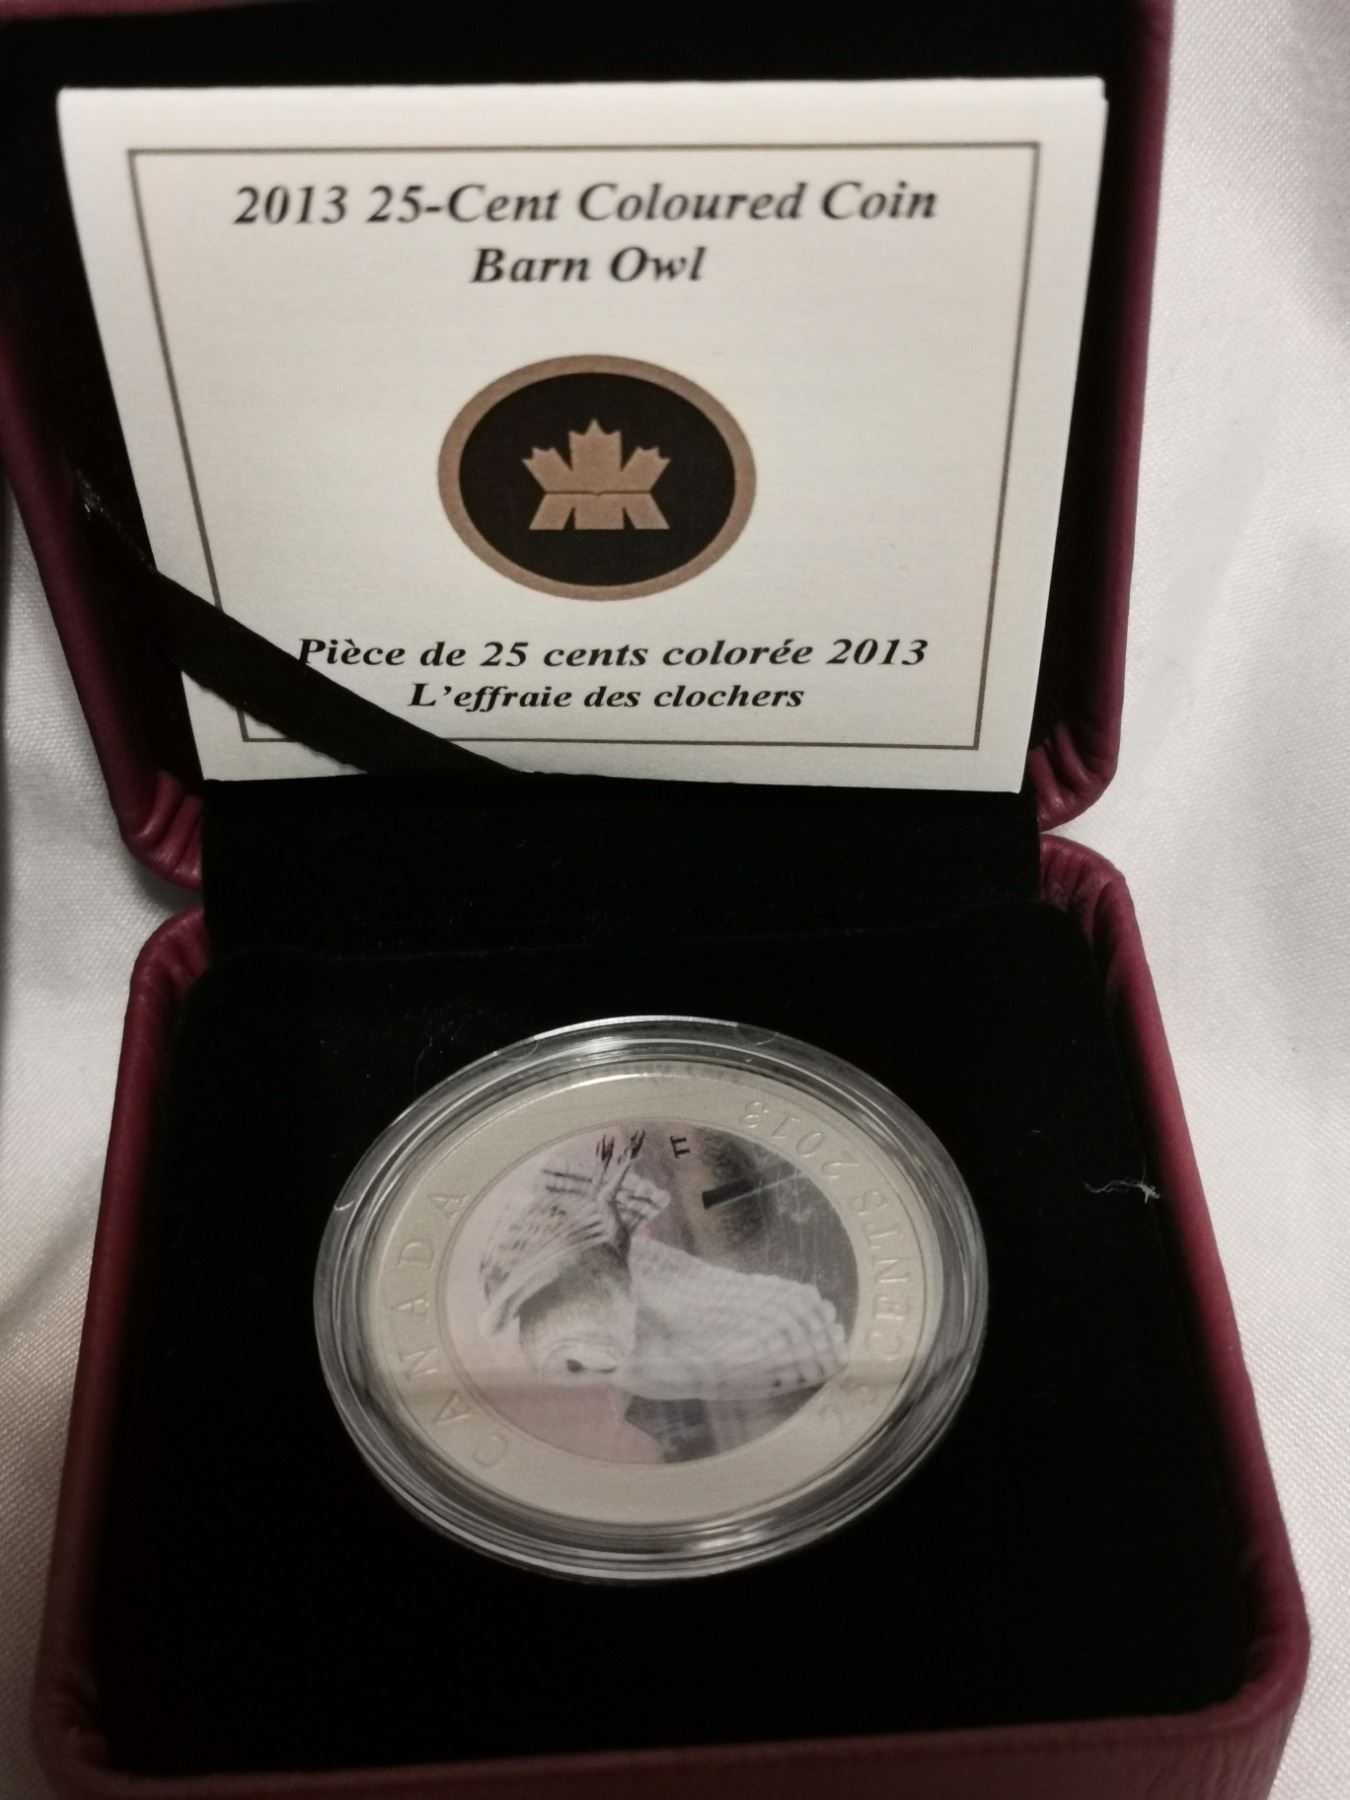 2013 25-Cent Coloured Coin
Barn Owl
Pièce de 25 cents colorée 2013
L'effraie des clochers
CANADA
25 CENTS 2013
TT